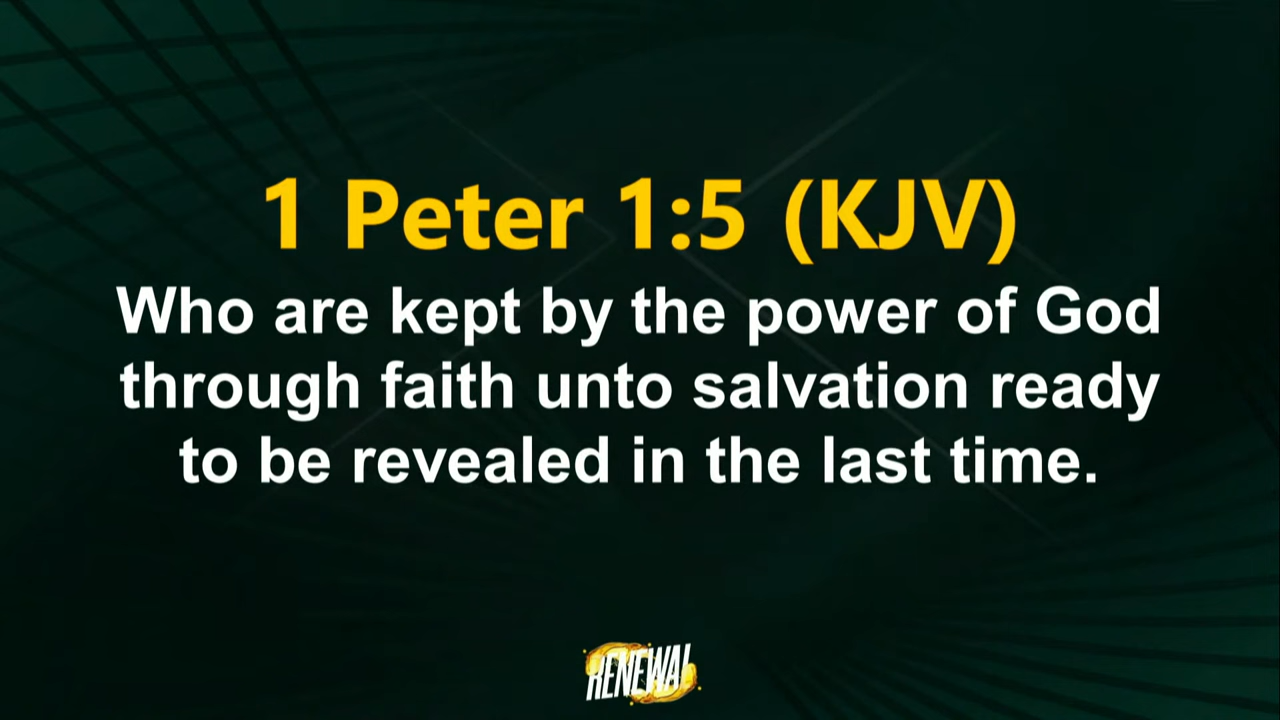 1 Peter 1:5 (KJV)
Who are kept by the power of God
through faith unto salvation ready
to be revealed in the last time.
RENEWAL